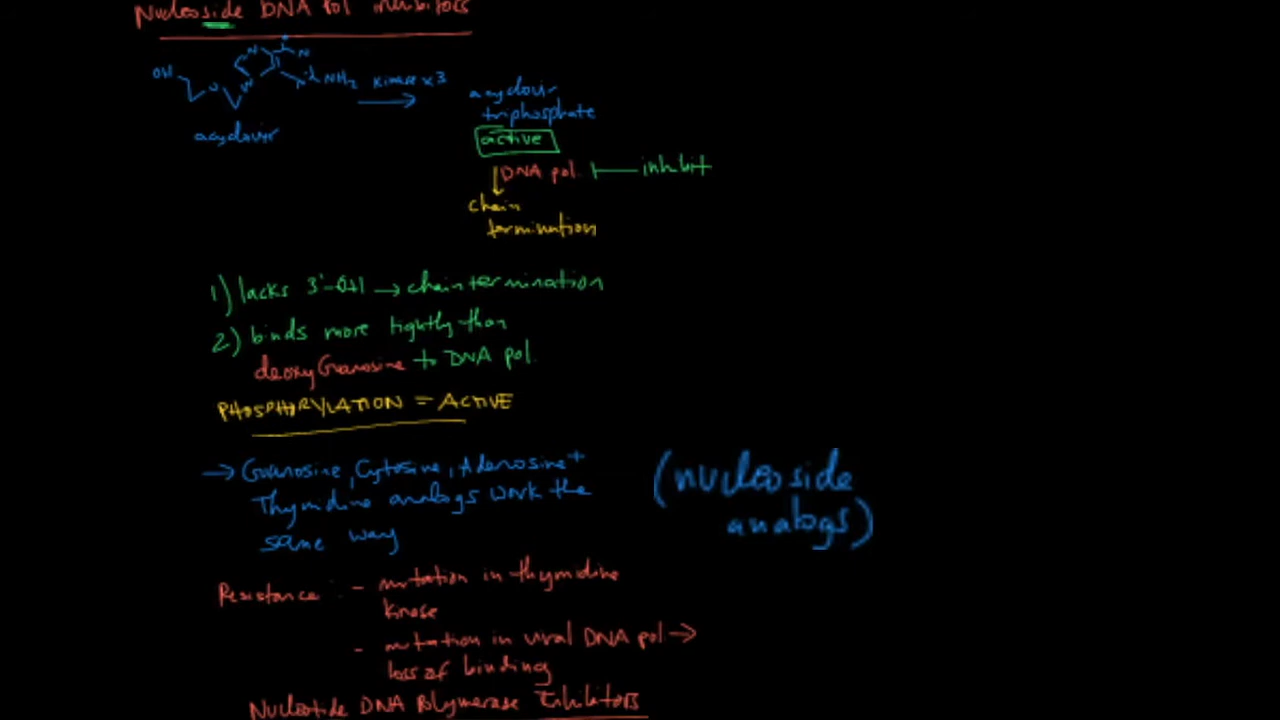 Nucleoside DNA Pol inhibitors
OH O N N N N NH2 kinase x3
acyclovir
acyclovir
triphosphate
active
DNA pol. inhibit
chain
termination
1) lacks 3'-OH → chain termination
2) binds more tightly than
deoxyGuanosine to DNA pol.
PHOSPHORYLATION = ACTIVE
→ Guanosine, Cytosine, Adenosine +
Thymidine analogs work the
same way
(nucleoside
analogs)
Resistance: - mutation in thymidine
kinase
- mutation in viral DNA pol →
loss of binding
Nucleotide DNA Polymerase Inhibitors